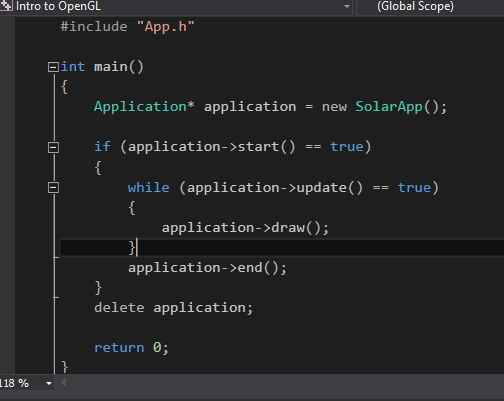 Intro to OpenGL (Global Scope)
#include "App.h"
int main()
{
Application* application = new SolarApp();
if (application->start() == true)
{
while (application->update() == true)
{
application->draw();
}
application->end();
}
delete application;
return 0;
}
118 %